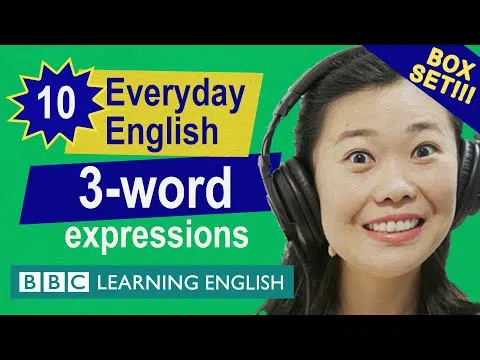 10
Everyday
English
3-word
expressions
BBC LEARNING ENGLISH
BOX
SET!!!